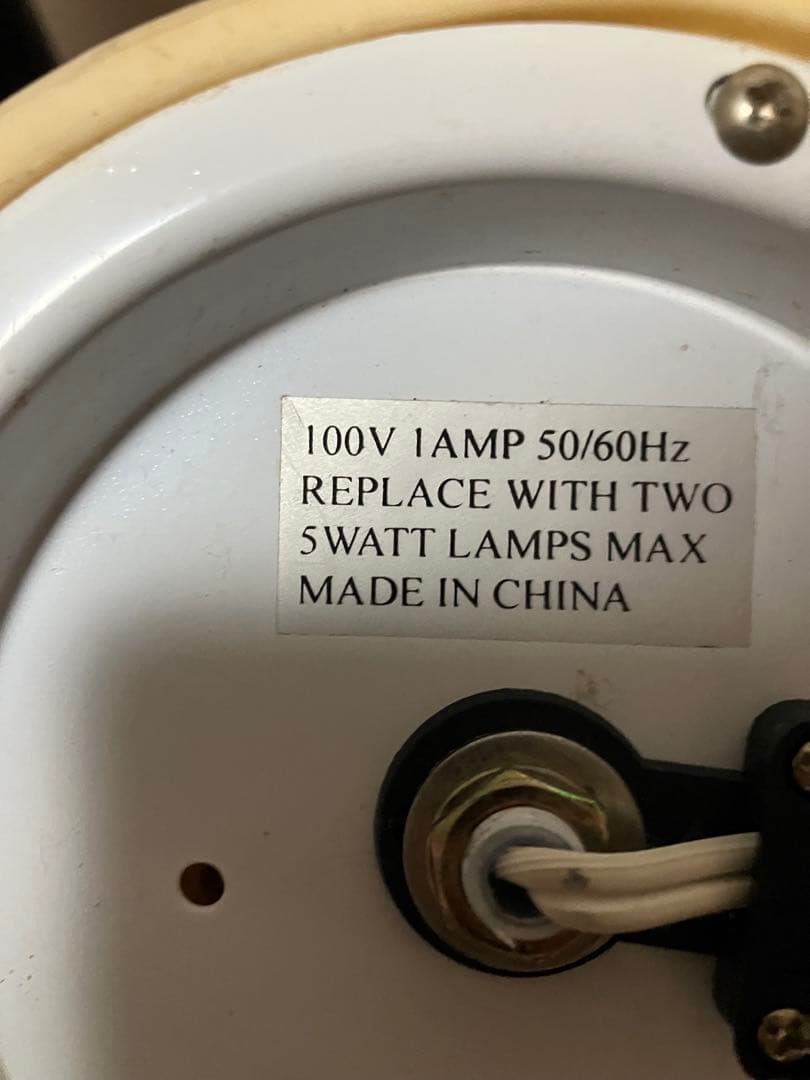 100V 1AMP 50/60Hz
REPLACE WITH TWO
5WATT LAMPS MAX
MADE IN CHINA